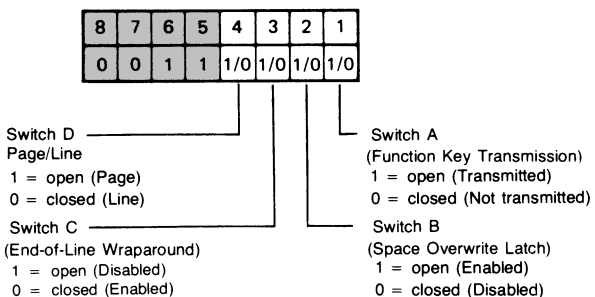 8 7 6 5 4 3 2 1
0 0 1 1 1/0 1/0 1/0 1/0
Switch D
Page/Line
1 = open (Page)
0 = closed (Line)
Switch A
(Function Key Transmission)
1 = open (Transmitted)
0 = closed (Not transmitted)
Switch C
(End-of-Line Wraparound)
1 = open (Disabled)
0 = closed (Enabled)
Switch B
(Space Overwrite Latch)
1 = open (Enabled)
0 = closed (Disabled)